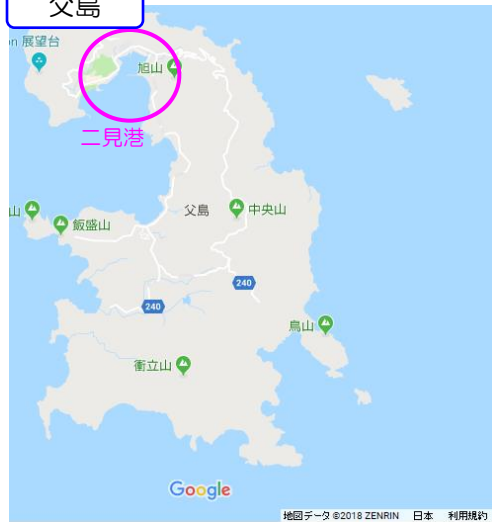 父島
展望台
旭山
二見港
父島
中央山
飯盛山
240
240
鳥山
衝立山
Google
地図データ ©2018 ZENRIN 日本 利用規約